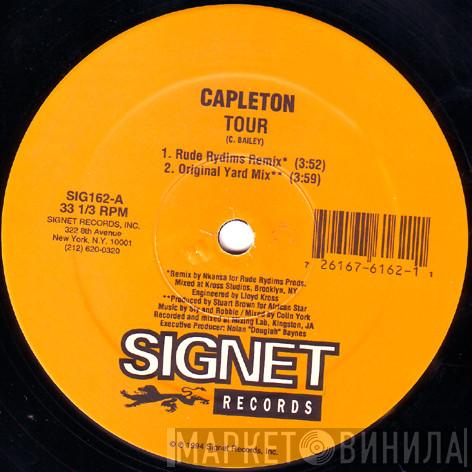 CAPLETON
TOUR
(C. BAILEY)
1. Rude Rydims Remix* (3:52)
2. Original Yard Mix** (3:59)
SIG162-A
33 1/3 RPM
SIGNET RECORDS, INC.
322 8th Avenue
New York, N.Y. 10001
(212) 620-0320
7 26167-6162-1 1
*Remix by Nkansa for Rude Rydims Prods.
Mixed at Kross Studios, Brooklyn, NY
Engineered by Lloyd Kross
**Produced by Stuart Brown for African Star
Music by Sly and Robbie / Mixed by Colin York
Recorded and mixed at Mixing Lab, Kingston, JA
Executive Producer: Nolan "Dougiah" Baynes
SIGNET
RECORDS
© ℗ 1994 Signet Records, Inc.
МАРКЕТ ВИНИЛА